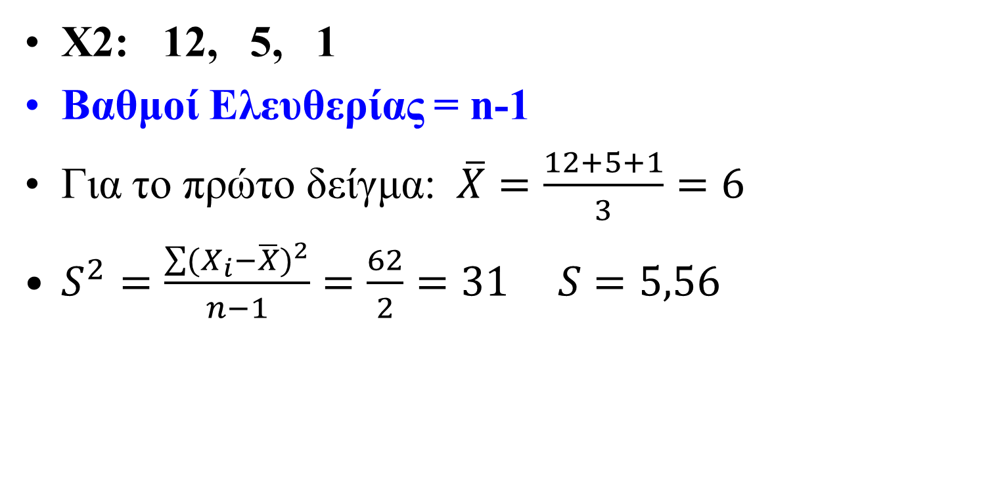 • X2: 12, 5, 1
• Βαθμοί Ελευθερίας = n-1
• Για το πρώτο δείγμα: X̅ = (12+5+1)/3 = 6
• S² = ∑(Xᵢ−X̅)²/(n−1) = 62/2 = 31 S = 5,56